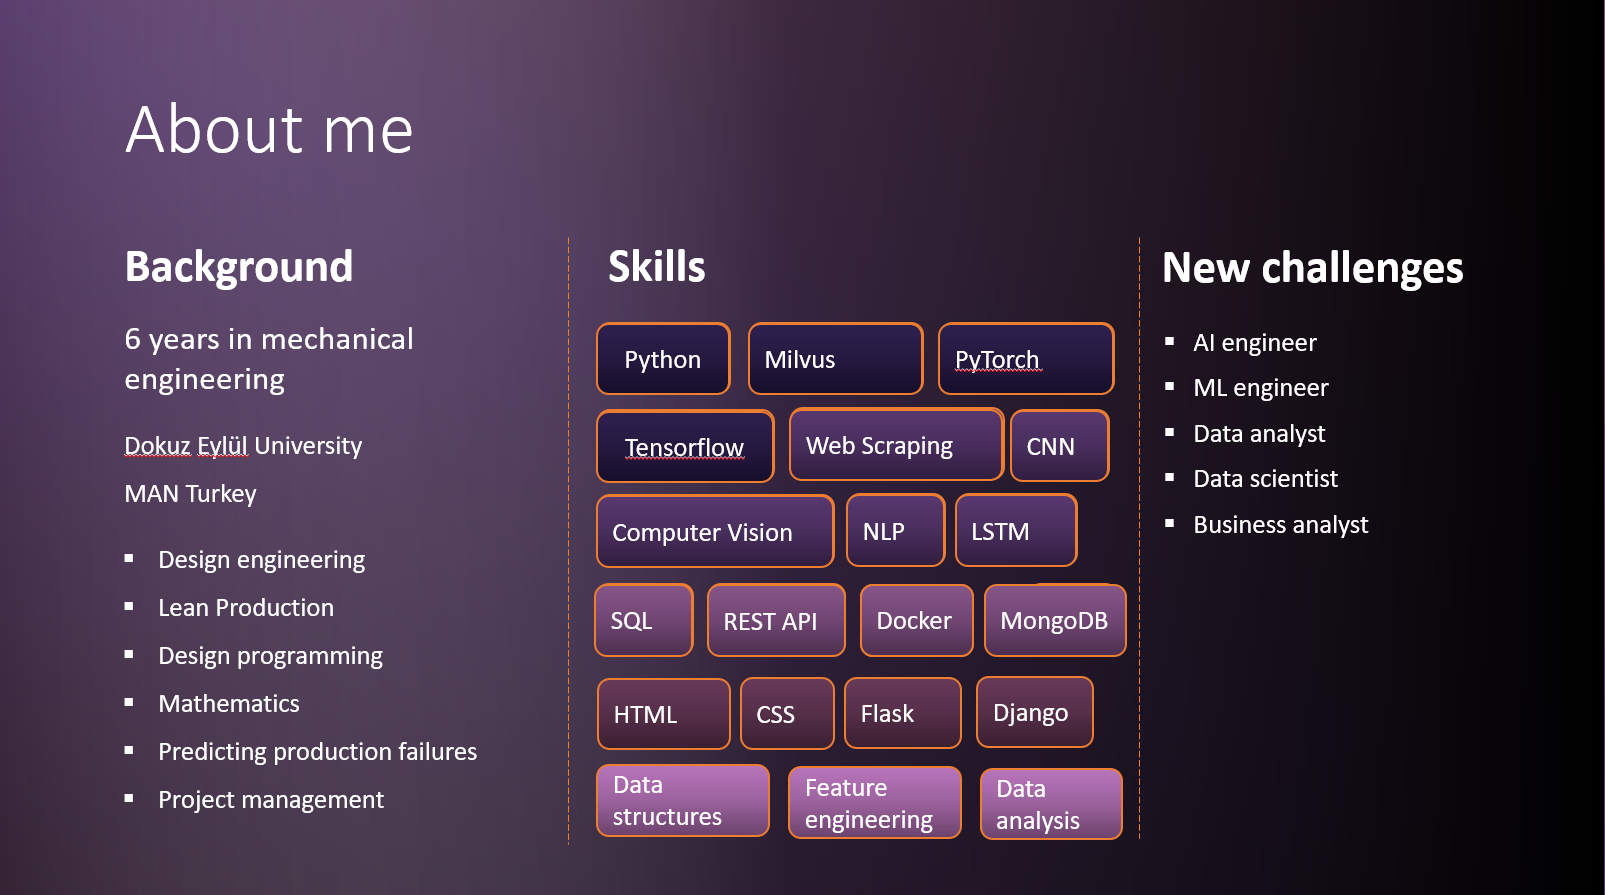 About me
Background
6 years in mechanical
engineering
Dokuz Eylül University
MAN Turkey
Design engineering
Lean Production
Design programming
Mathematics
Predicting production failures
Project management
Skills
Python
Milvus
PyTorch
Tensorflow
Web Scraping
CNN
Computer Vision
NLP
LSTM
SQL
REST API
Docker
MongoDB
HTML
CSS
Flask
Django
Data
structures
Feature
engineering
Data
analysis
New challenges
AI engineer
ML engineer
Data analyst
Data scientist
Business analyst